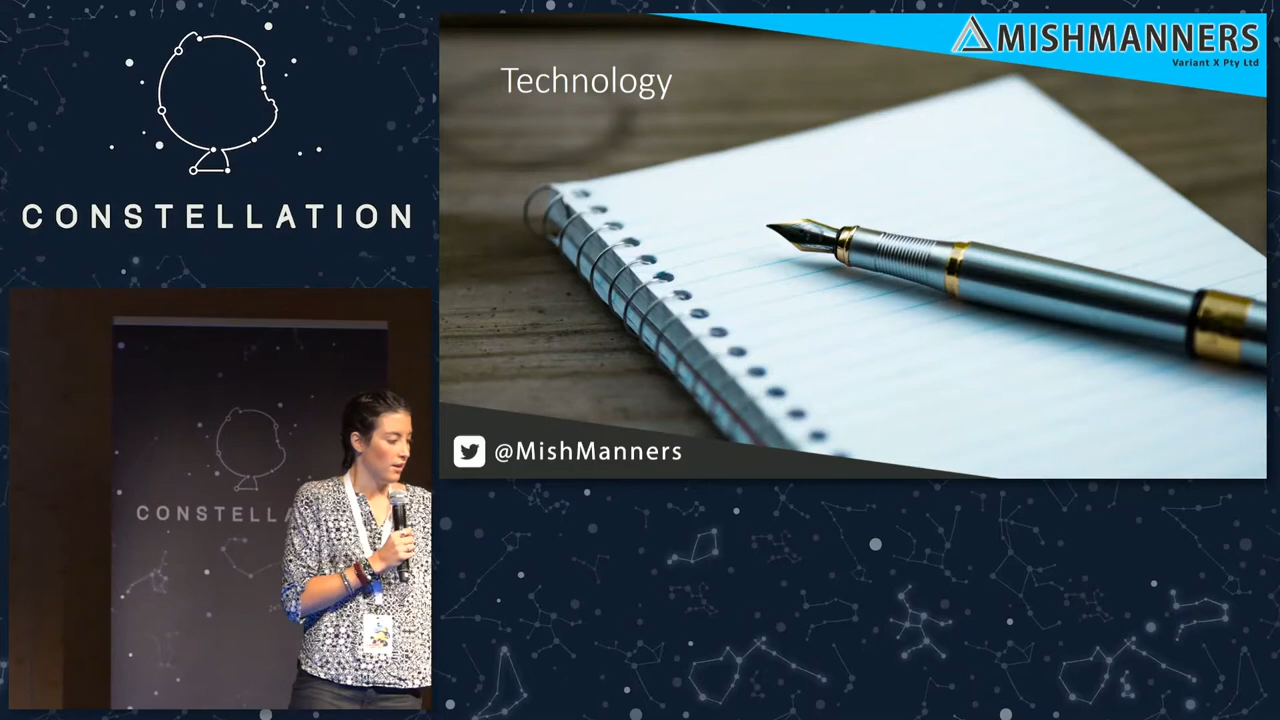 CONSTELLATION
MISHMANNERS
Variant X Pty Ltd
Technology
@MishManners
CONSTELLA